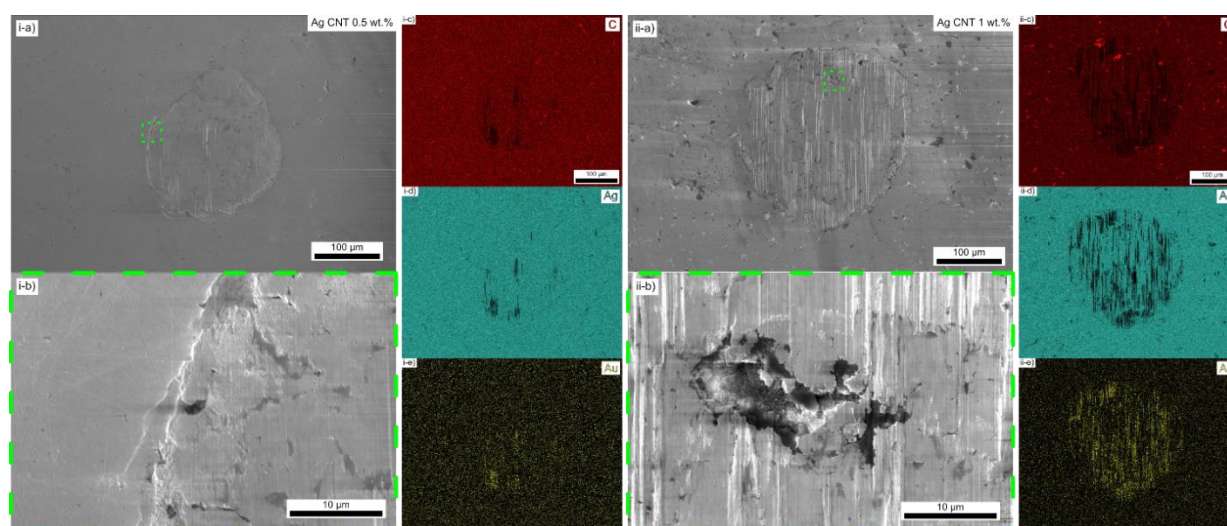 i-a)
Ag CNT 0.5 wt.%
100 µm
i-b)
10 µm
i-c)
C
100 µm
i-d)
Ag
i-e)
Au
ii-a)
Ag CNT 1 wt.%
100 µm
ii-b)
10 µm
ii-c)
100 µm
ii-d)
ii-e)